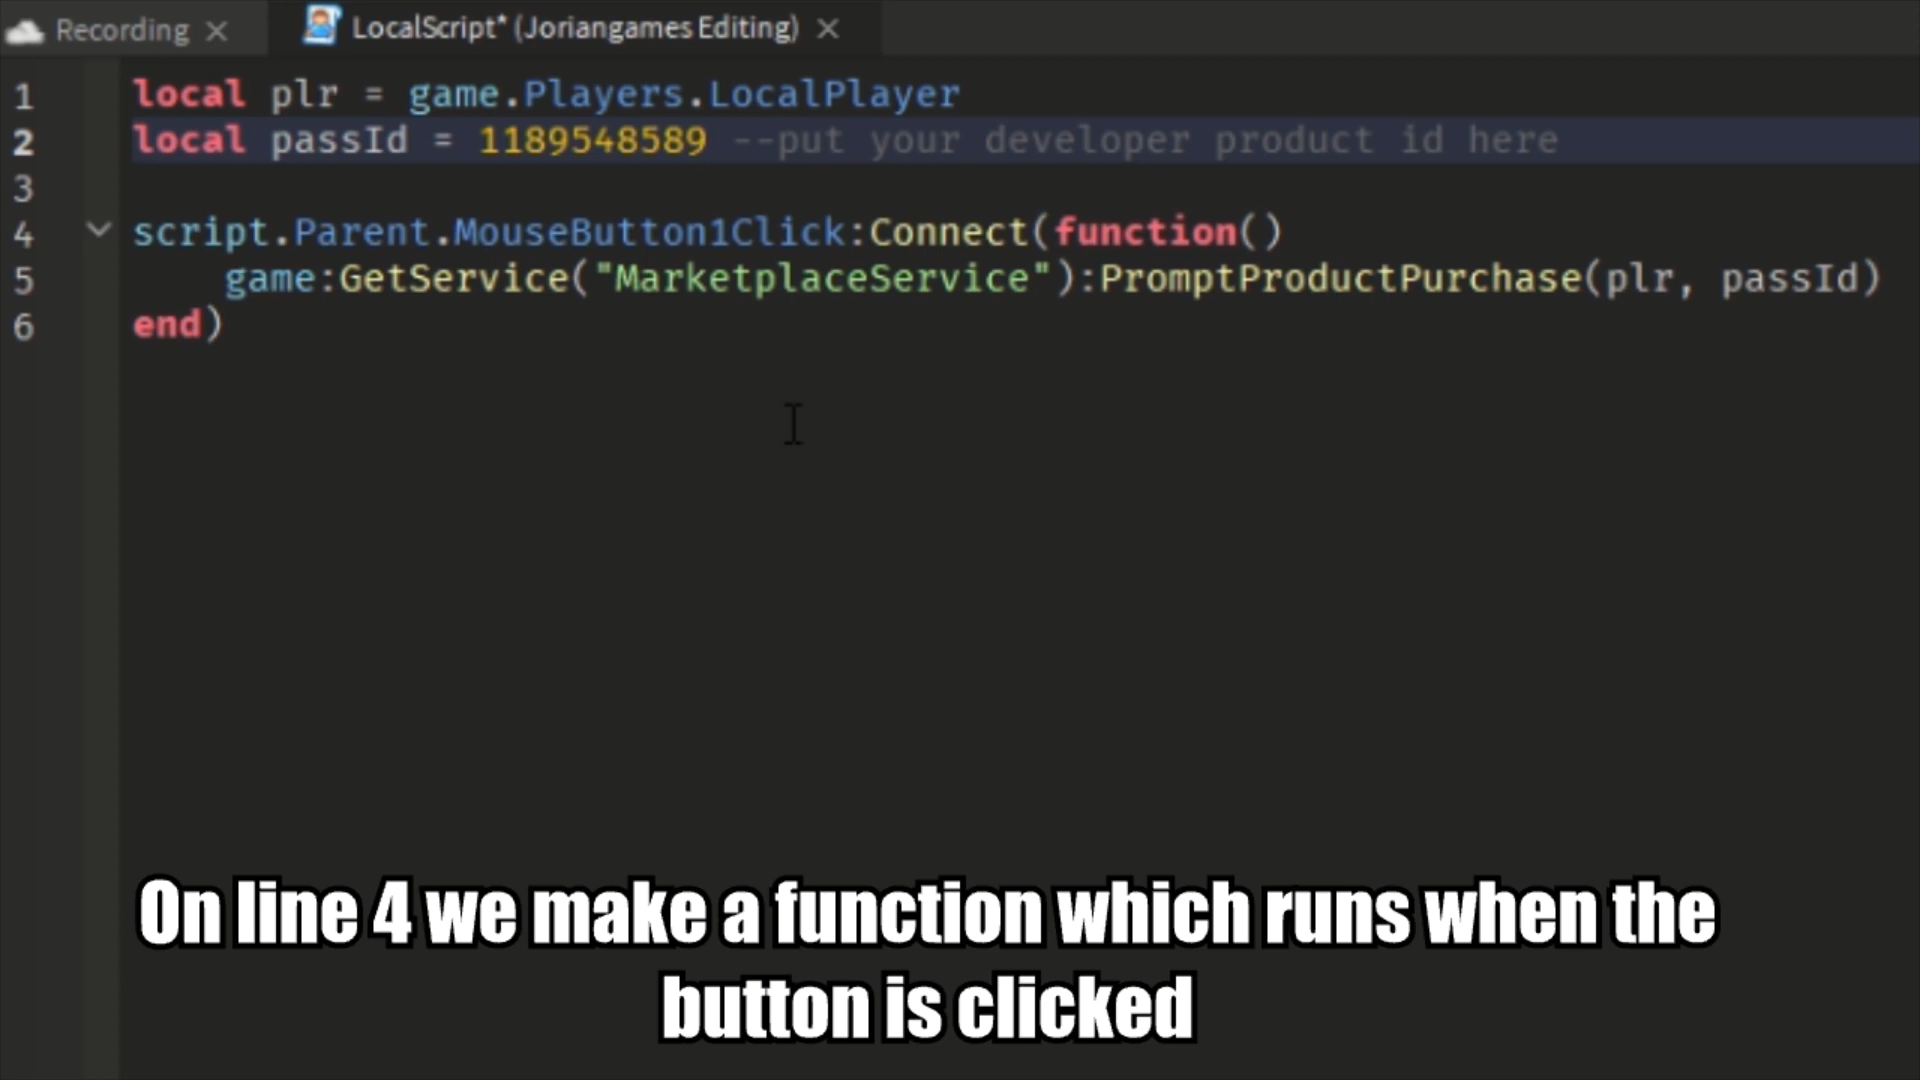 Recording
LocalScript* (Joriangames Editing)
1 local plr = game.Players.LocalPlayer
2 local passId = 1189548589 --put your developer product id here
3
4 script.Parent.MouseButton1Click:Connect(function()
5 game:GetService("MarketplaceService"):PromptProductPurchase(plr, passId)
6 end)
On line 4 we make a function which runs when the
button is clicked